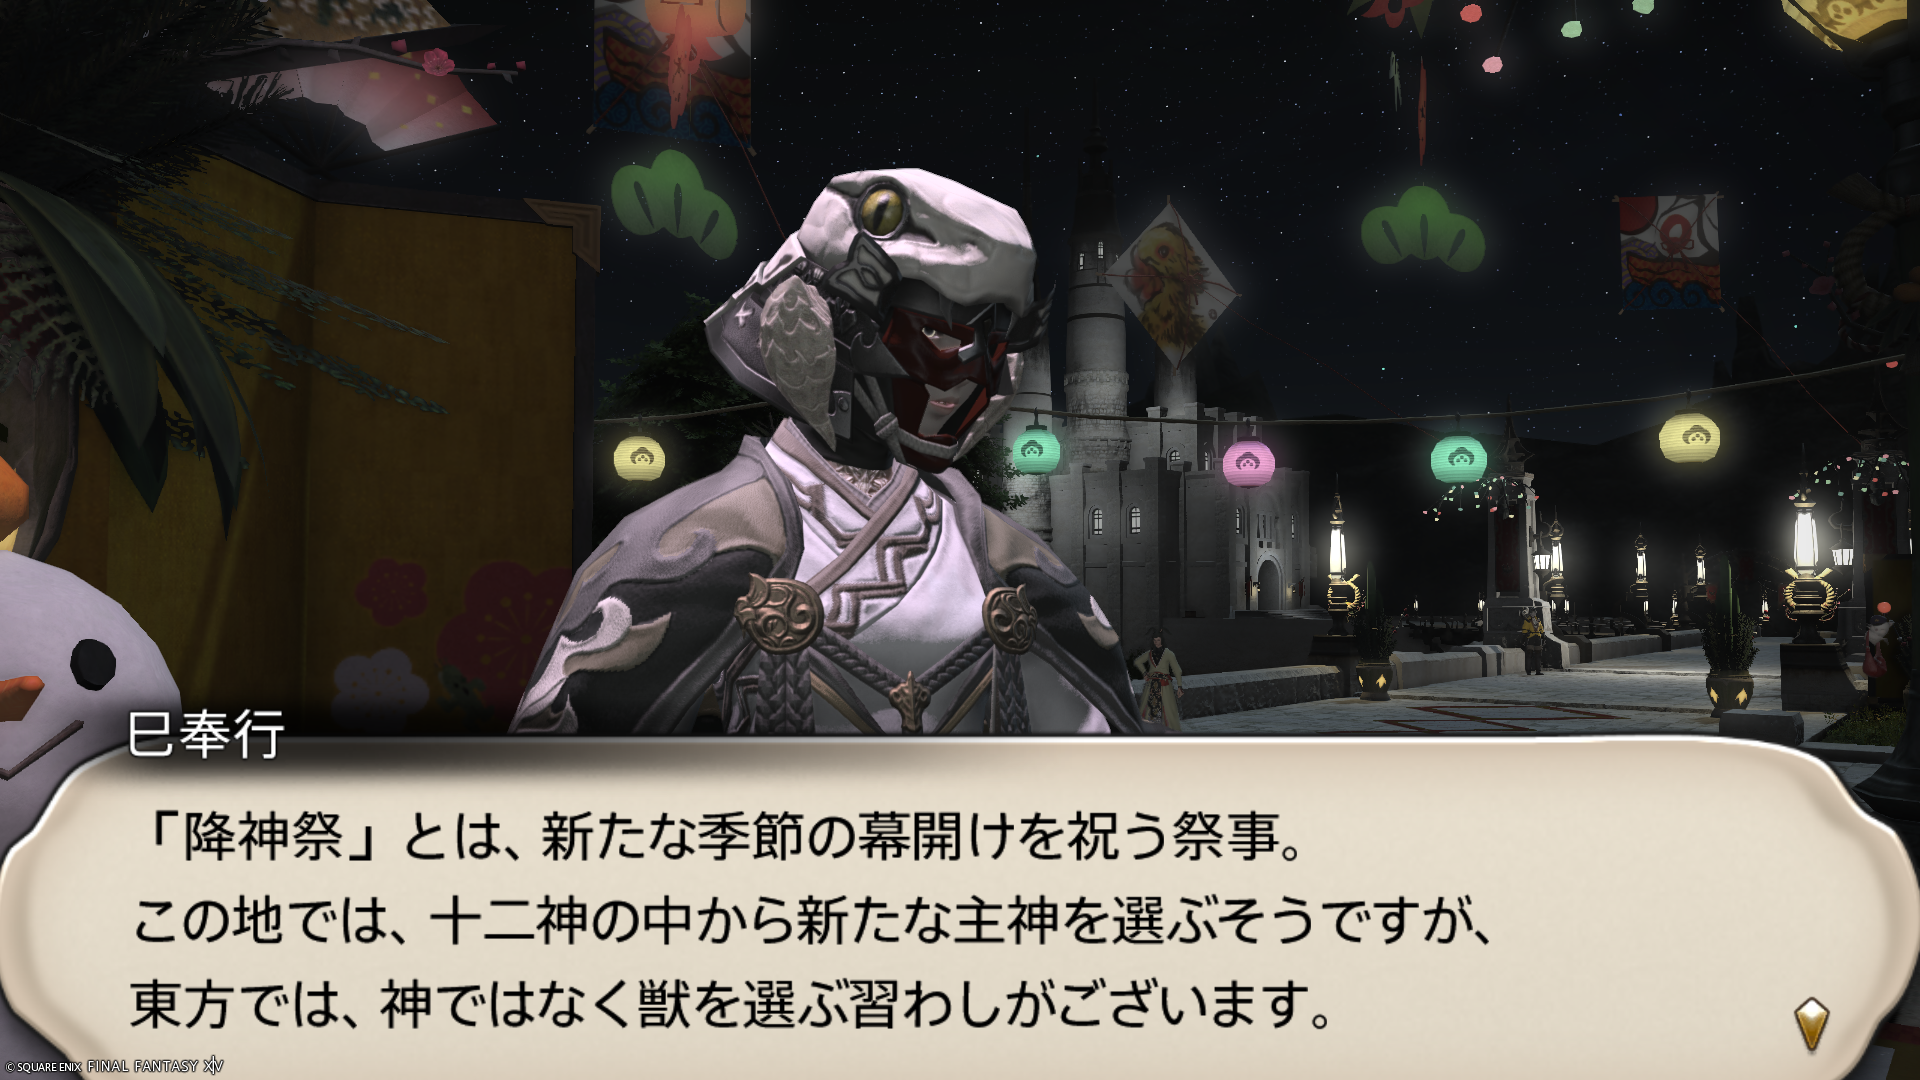 巳奉行
「降神祭」とは、新たな季節の幕開けを祝う祭事。
この地では、十二神の中から新たな主神を選ぶそうですが、
東方では、神ではなく獣を選ぶ習わしがございます。
© SQUARE ENIX FINAL FANTASY XIV